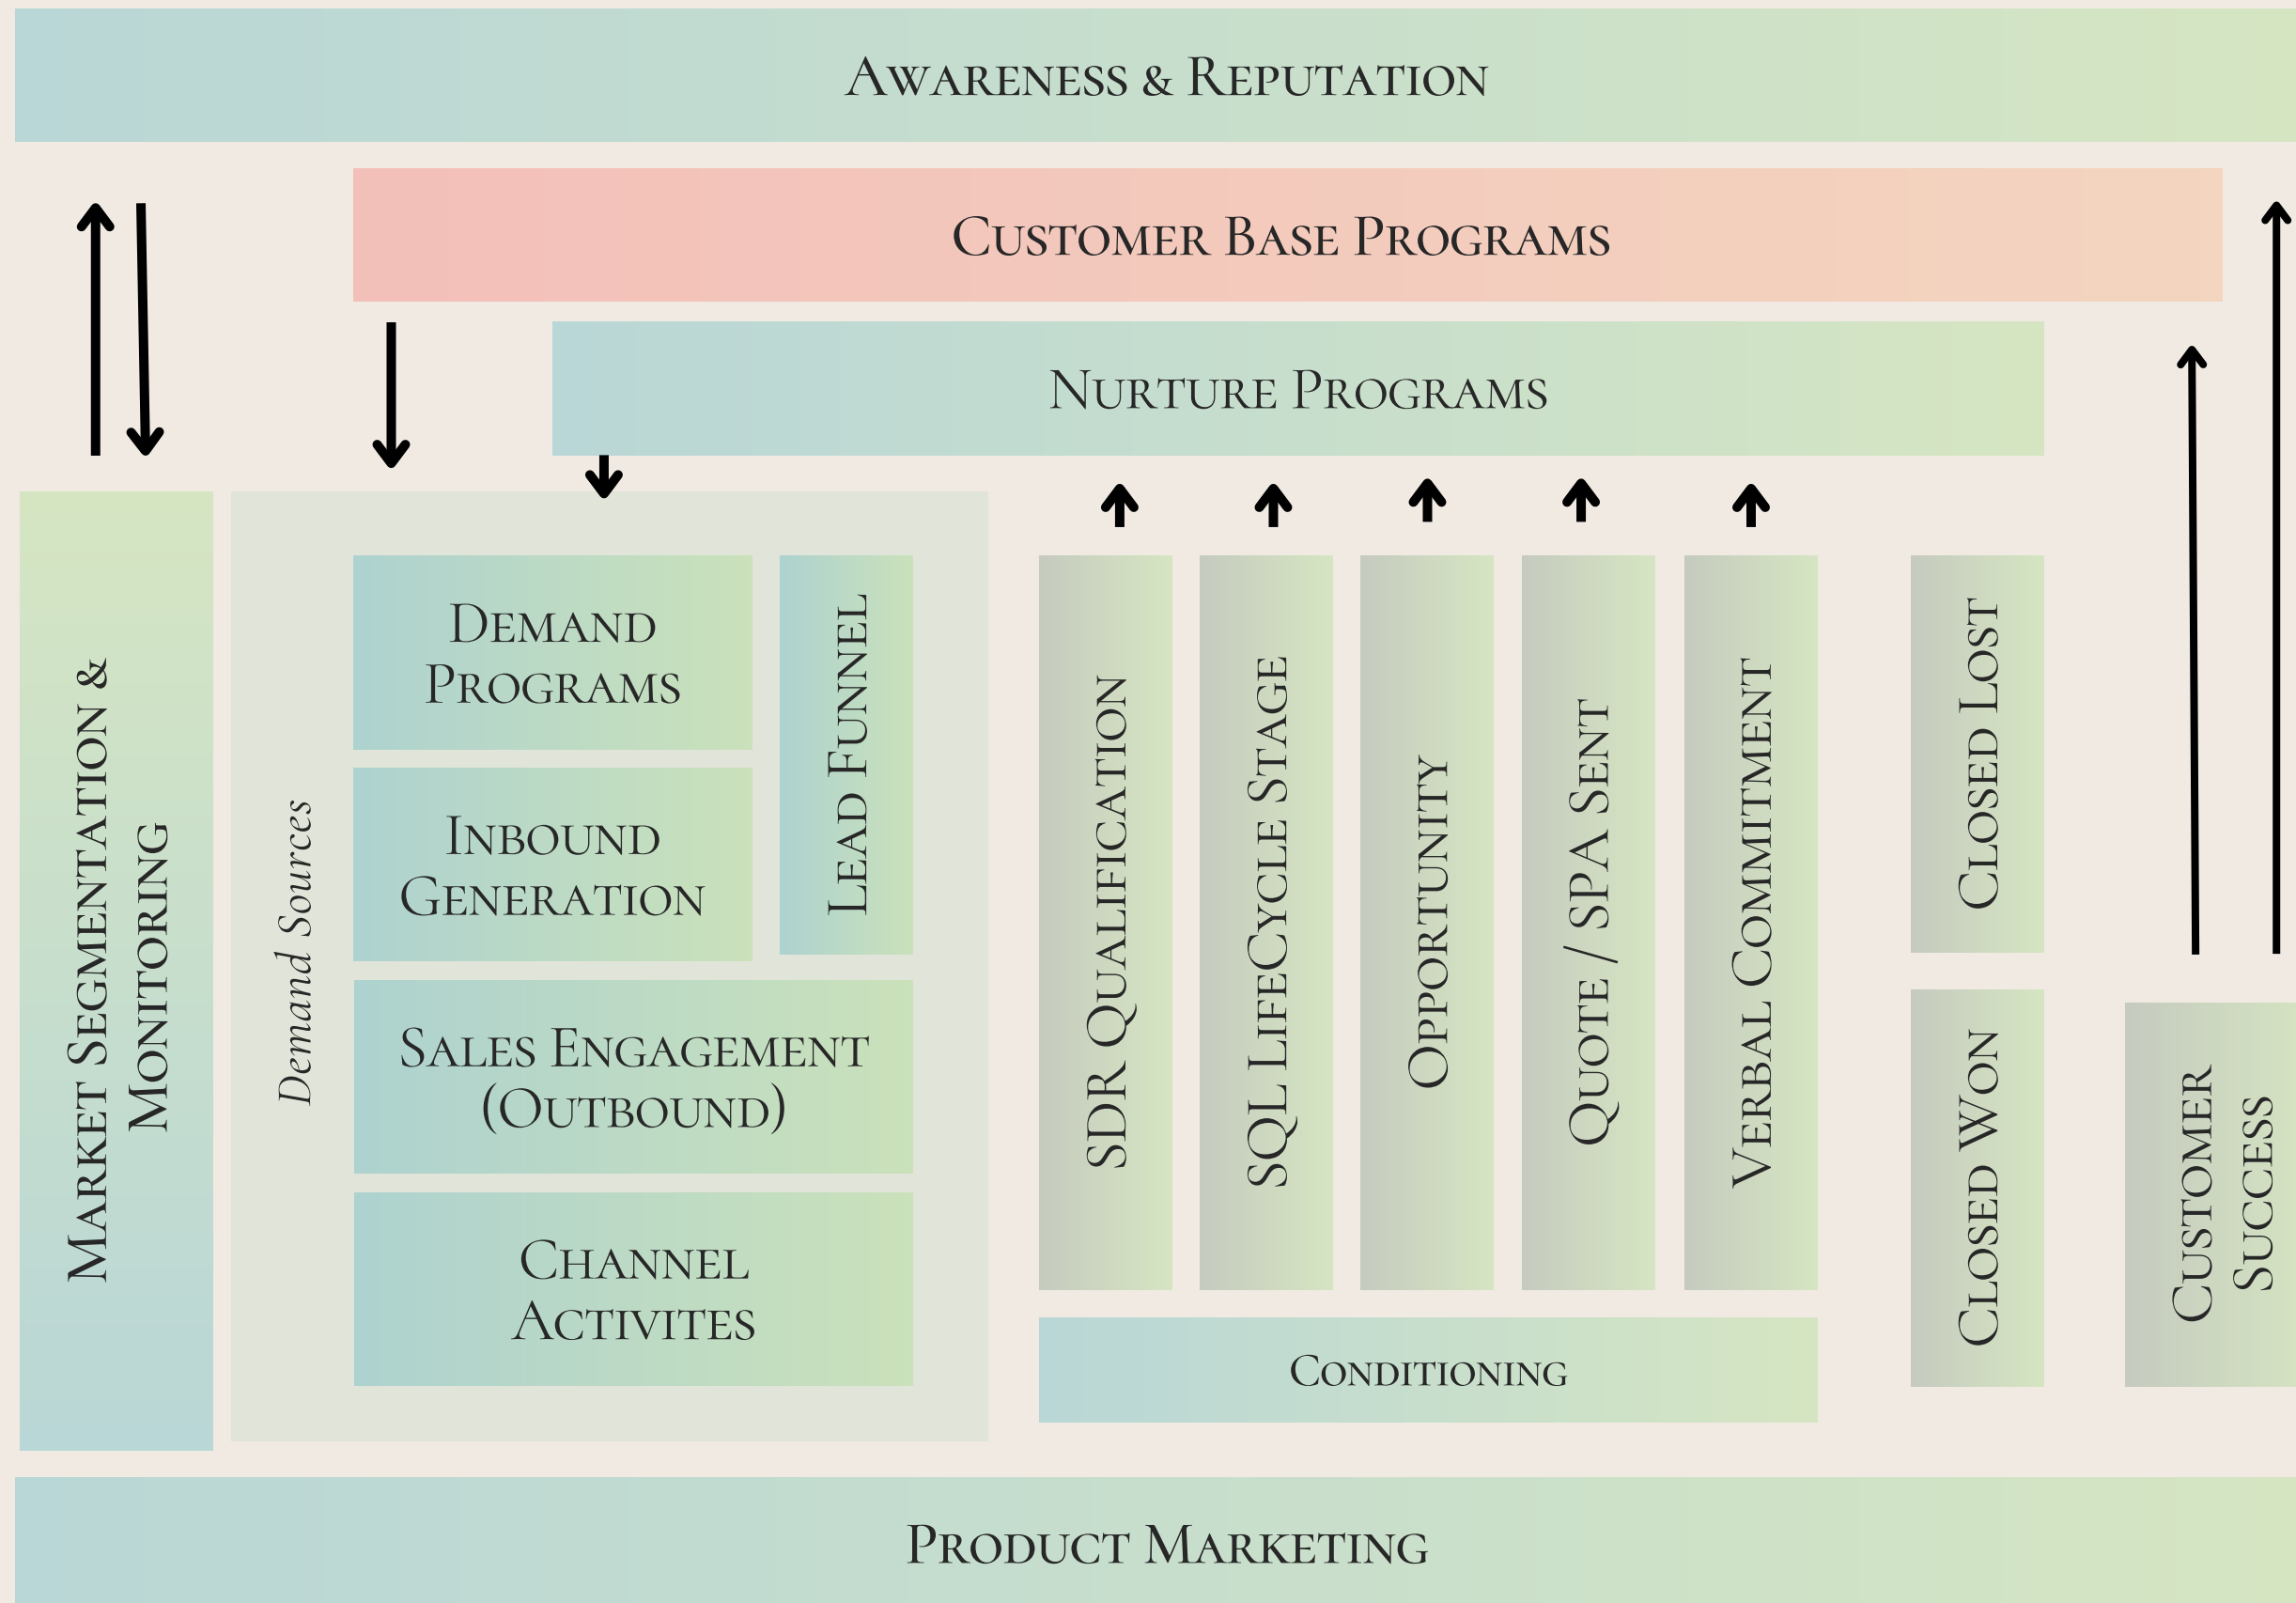 Awareness & Reputation
Customer Base Programs
Nurture Programs
Market Segmentation &
Monitoring
Demand Sources
Demand
Programs
Inbound
Generation
Lead Funnel
Sales Engagement
(Outbound)
Channel
Activites
SDR Qualification
SQL LifeCycle Stage
Opportunity
Quote / SPA Sent
Verbal Commitment
Conditioning
Closed Lost
Closed Won
Customer
Success
Product Marketing